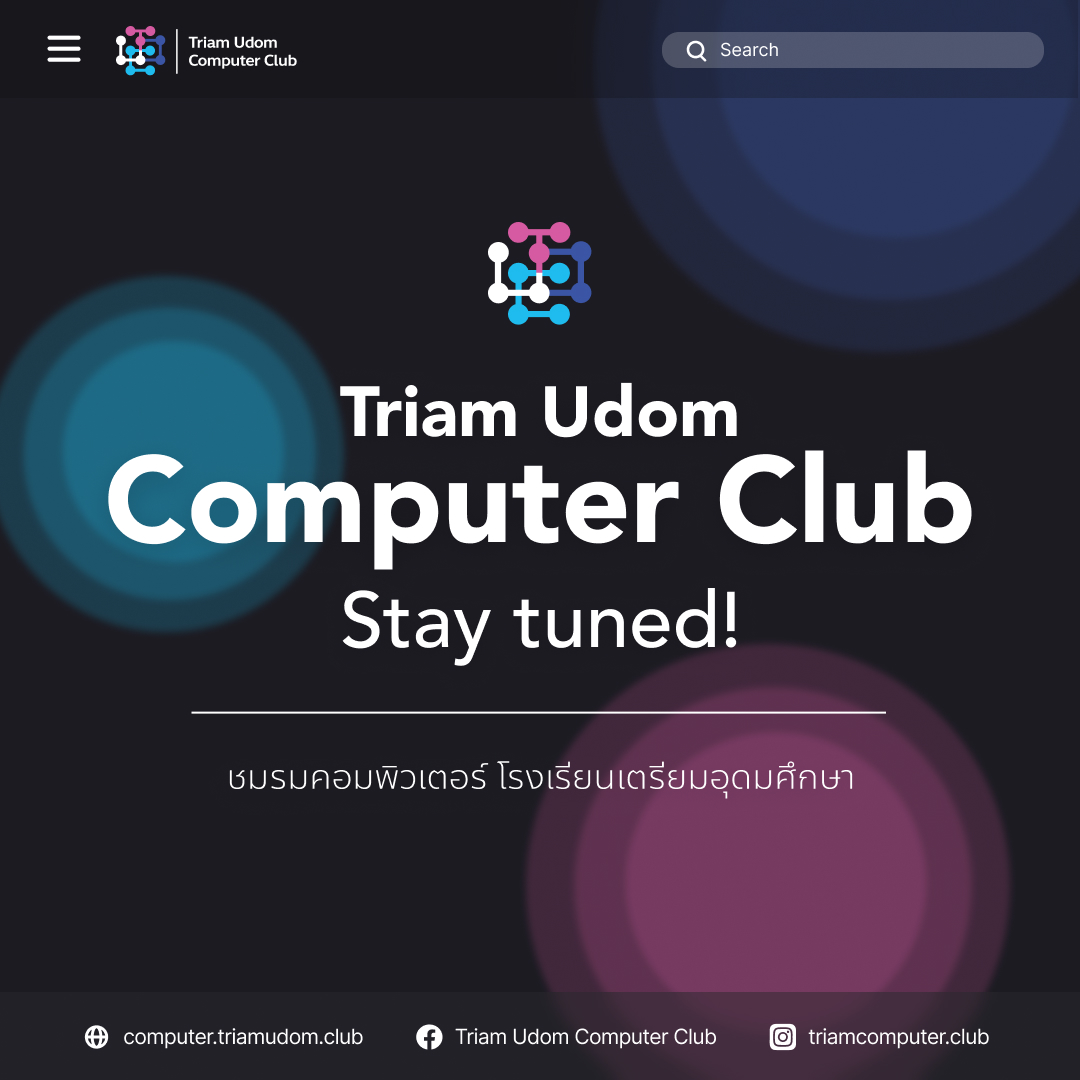 Triam Udom
Computer Club
Search
Triam Udom
Computer Club
Stay tuned!
ชมรมคอมพิวเตอร์ โรงเรียนเตรียมอุดมศึกษา
computer.triamudom.club
Triam Udom Computer Club
triamcomputer.club